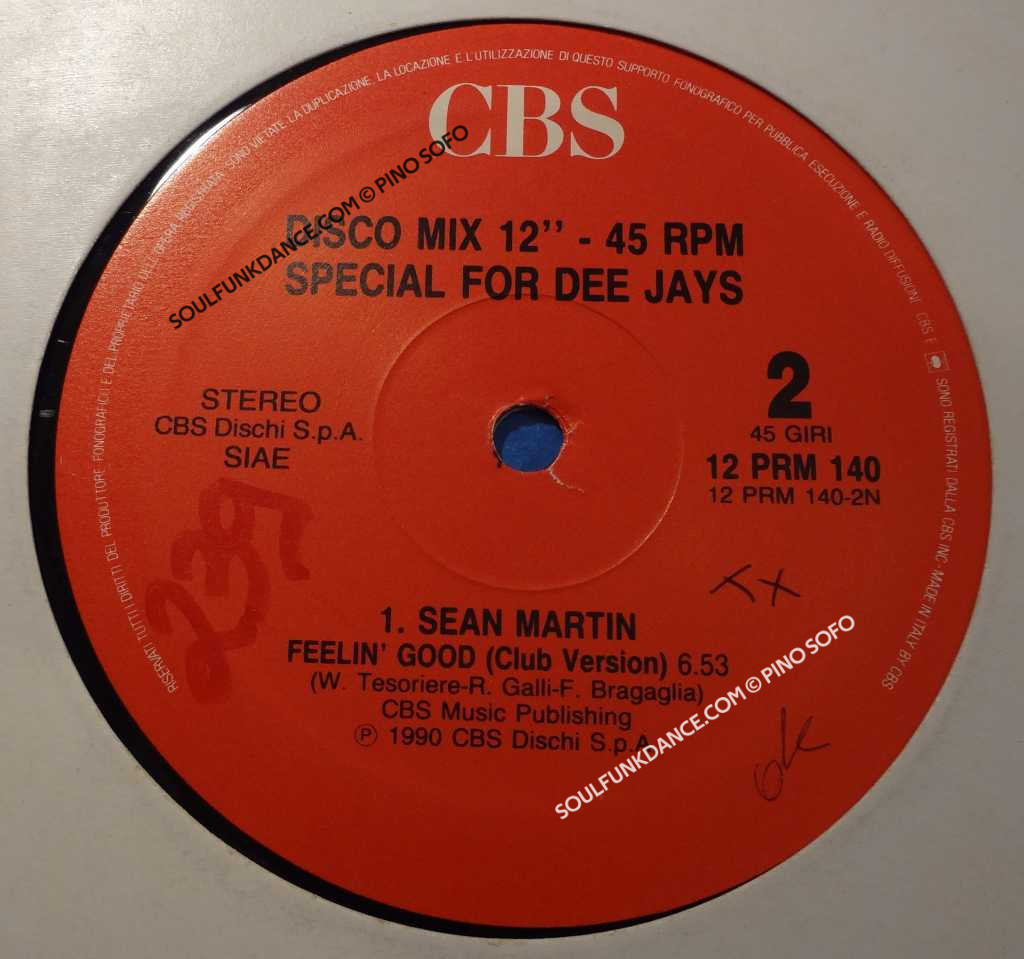 RISERVATI TUTTI I DIRITTI DEL PRODUTTORE FONOGRAFICO E DEL PROPRIETARIO DELL'OPERA REGISTRATA. SONO VIETATE LA DUPLICAZIONE, LA LOCAZIONE E L'UTILIZZAZIONE DI QUESTO SUPPORTO FONOGRAFICO PER PUBBLICA ESECUZIONE E RADIO DIFFUSIONI
CBS E SONO REGISTRATI DALLA CBS INC - MADE IN ITALY BY CBS
CBS
DISCO MIX 12’’ - 45 RPM
SPECIAL FOR DEE JAYS
SOULFUNKDANCE.COM © PINO SOFO
STEREO
CBS Dischi S.p.A.
SIAE
2
45 GIRI
12 PRM 140
12 PRM 140-2N
239
XX
1. SEAN MARTIN
FEELIN’ GOOD (Club Version) 6.53
(W. Tesoriere-R. Galli-F. Bragaglia)
CBS Music Publishing
℗ 1990 CBS Dischi S.p.A.
ok
SOULFUNKDANCE.COM © PINO SOFO